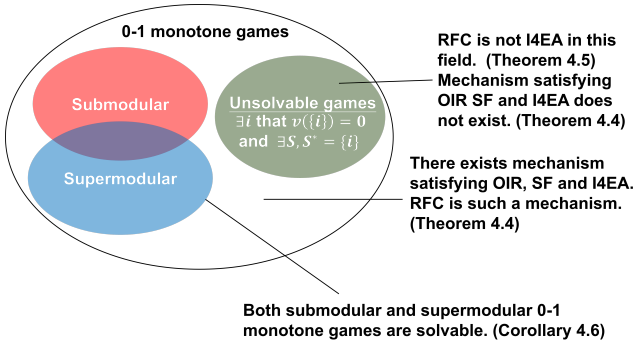 0-1 monotone games
Submodular
Supermodular
Unsolvable games
∃i that v({i}) = 0
and ∃S, S* = {i}
RFC is not I4EA in this
field. (Theorem 4.5)
Mechanism satisfying
OIR SF and I4EA does
not exist. (Theorem 4.4)
There exists mechanism
satisfying OIR, SF and I4EA.
RFC is such a mechanism.
(Theorem 4.4)
Both submodular and supermodular 0-1
monotone games are solvable. (Corollary 4.6)